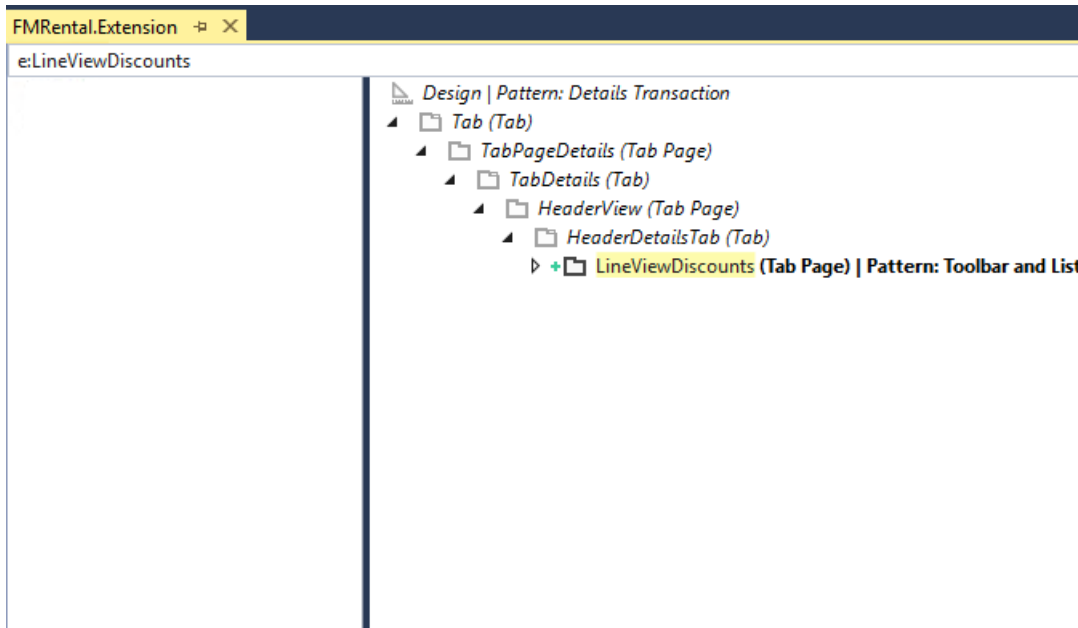 FMRental.Extension
e:LineViewDiscounts
Design | Pattern: Details Transaction
Tab (Tab)
TabPageDetails (Tab Page)
TabDetails (Tab)
HeaderView (Tab Page)
HeaderDetailsTab (Tab)
LineViewDiscounts (Tab Page) | Pattern: Toolbar and List